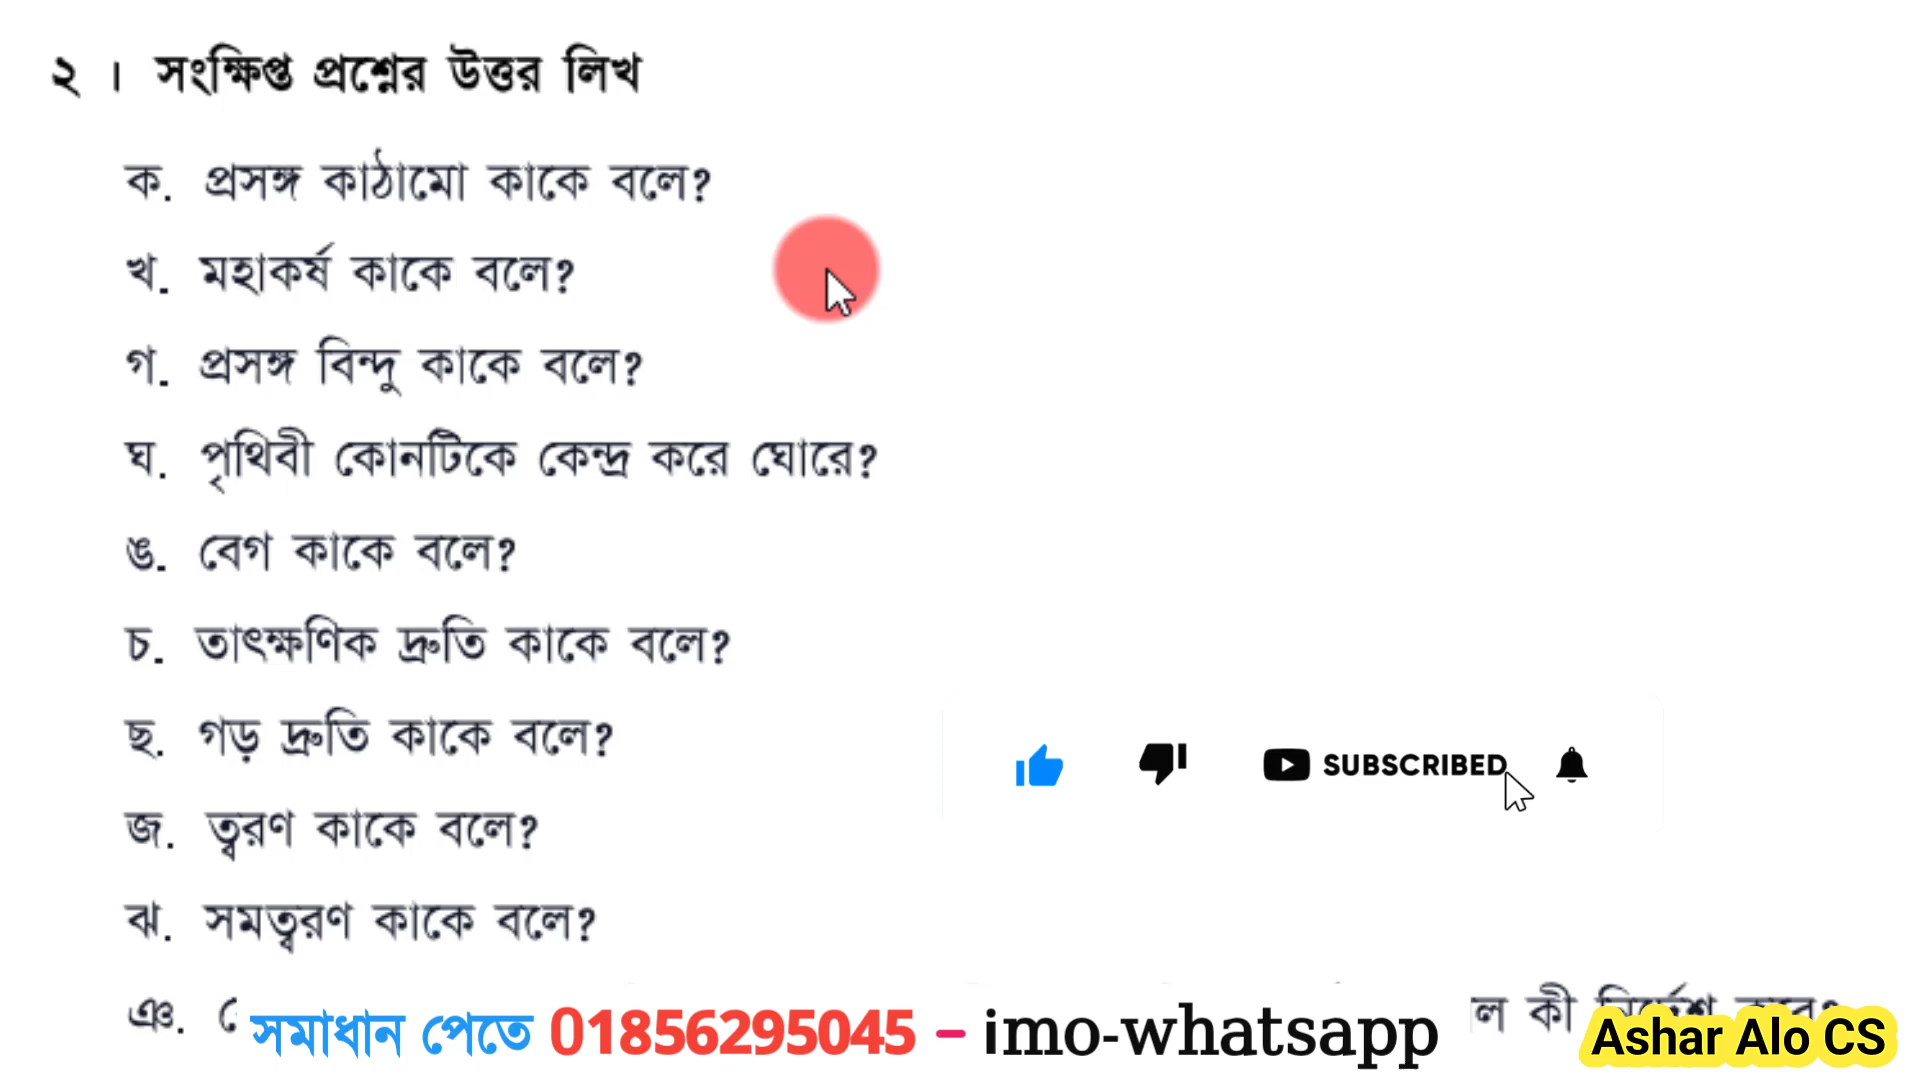 ২ । সংক্ষিপ্ত প্রশ্নের উত্তর লিখ
ক. প্রসঙ্গ কাঠামো কাকে বলে?
খ. মহাকর্ষ কাকে বলে?
গ. প্রসঙ্গ বিন্দু কাকে বলে?
ঘ. পৃথিবী কোনটিকে কেন্দ্র করে ঘোরে?
ঙ. বেগ কাকে বলে?
চ. তাৎক্ষণিক দ্রুতি কাকে বলে?
ছ. গড় দ্রুতি কাকে বলে?
SUBSCRIBED
জ. ত্বরণ কাকে বলে?
ঝ. সমত্বরণ কাকে বলে?
ঞ. কী
সমাধান পেতে 01856295045 – imo-whatsapp
Ashar Alo CS